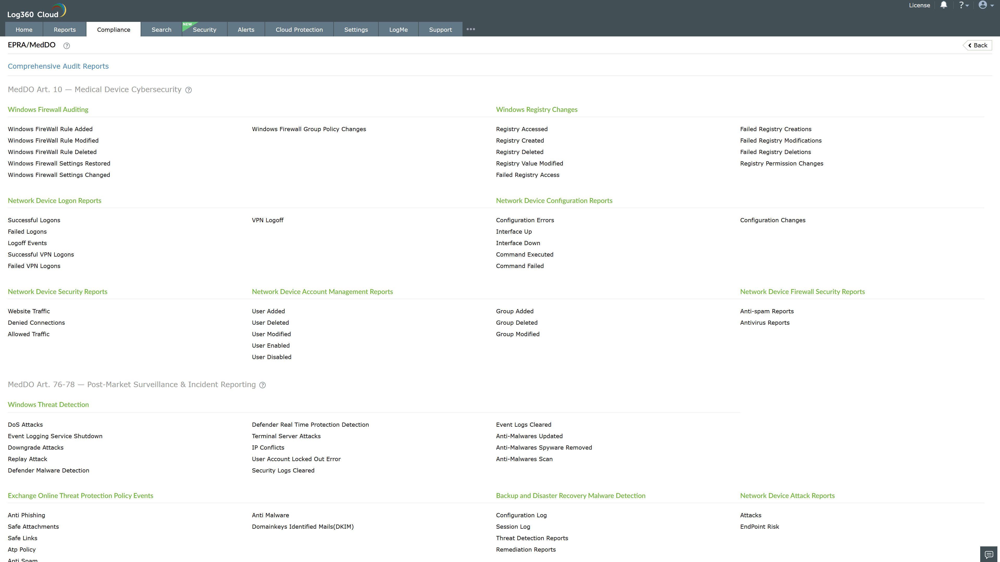 Log360 Cloud
License
?
Home
Reports
Compliance
Search
NEW
Security
Alerts
Cloud Protection
Settings
LogMe
Support
EPRA/MedDO ?
Back
Comprehensive Audit Reports
MedDO Art. 10 — Medical Device Cybersecurity ?
Windows Firewall Auditing
Windows FireWall Rule Added
Windows FireWall Rule Modified
Windows FireWall Rule Deleted
Windows Firewall Settings Restored
Windows Firewall Settings Changed
Windows Firewall Group Policy Changes
Windows Registry Changes
Registry Accessed
Registry Created
Registry Deleted
Registry Value Modified
Failed Registry Access
Failed Registry Creations
Failed Registry Modifications
Failed Registry Deletions
Registry Permission Changes
Network Device Logon Reports
Successful Logons
Failed Logons
Logoff Events
Successful VPN Logons
Failed VPN Logons
VPN Logoff
Network Device Configuration Reports
Configuration Errors
Interface Up
Interface Down
Command Executed
Command Failed
Configuration Changes
Network Device Security Reports
Website Traffic
Denied Connections
Allowed Traffic
Network Device Account Management Reports
User Added
User Deleted
User Modified
User Enabled
User Disabled
Group Added
Group Deleted
Group Modified
Network Device Firewall Security Reports
Anti-spam Reports
Antivirus Reports
MedDO Art. 76-78 — Post-Market Surveillance & Incident Reporting ?
Windows Threat Detection
DoS Attacks
Event Logging Service Shutdown
Downgrade Attacks
Replay Attack
Defender Malware Detection
Defender Real Time Protection Detection
Terminal Server Attacks
IP Conflicts
User Account Locked Out Error
Security Logs Cleared
Event Logs Cleared
Anti-Malwares Updated
Anti-Malwares Spyware Removed
Anti-Malwares Scan
Exchange Online Threat Protection Policy Events
Anti Phishing
Safe Attachments
Safe Links
Atp Policy
Anti Spam
Anti Malware
Domainkeys Identified Mails(DKIM)
Backup and Disaster Recovery Malware Detection
Configuration Log
Session Log
Threat Detection Reports
Remediation Reports
Network Device Attack Reports
Attacks
EndPoint Risk